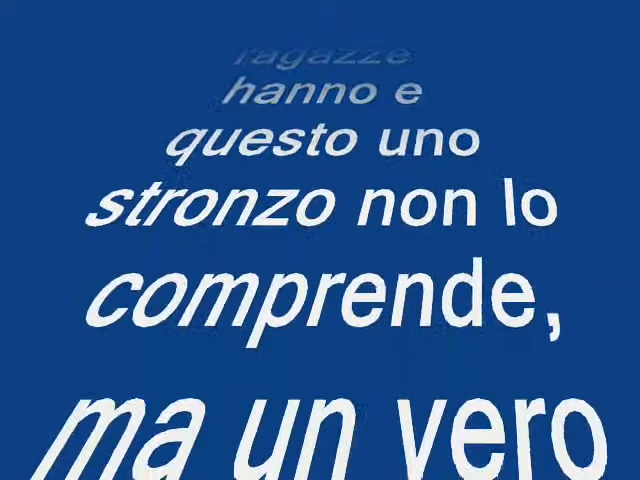 ragazze
hanno e
questo uno
stronzo non lo
comprende,
ma un vero